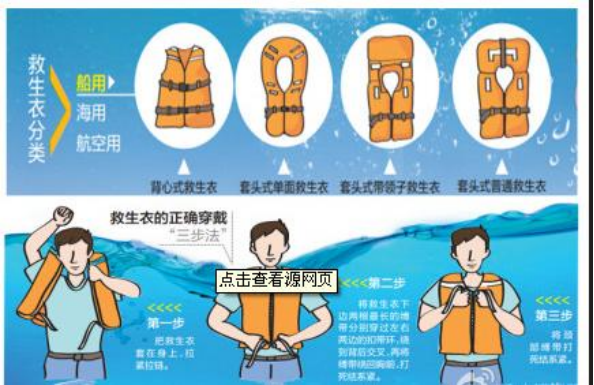 救生衣分类
船用
海用
航空用
背心式救生衣
套头式单面救生衣
套头式带领子救生衣
套头式普通救生衣
救生衣的正确穿戴
“三步法”
点击查看源网页
<<<<
第一步
把救生衣
套在身上，拉
紧拉链。
<<<第二步
将救生衣下
边两根最长的缚
带分别穿过左右
两边的扣带环，绕
到背后交叉，再将
缚带绕回胸前，打
死结系紧。
<<<<
第三步
将颈
部缚带打
死结系紧。